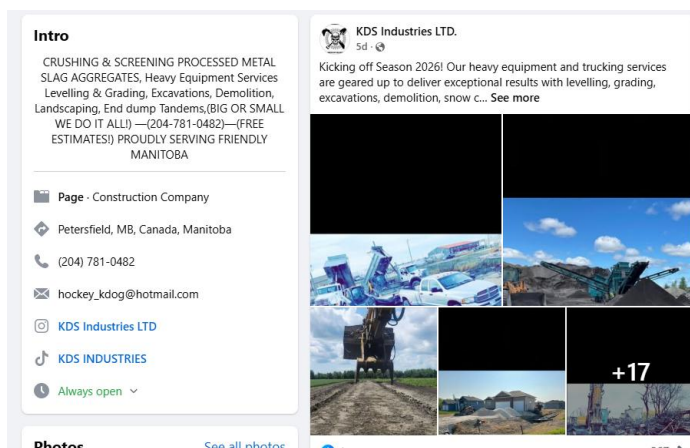 Intro
CRUSHING & SCREENING PROCESSED METAL
SLAG AGGREGATES, Heavy Equipment Services
Levelling & Grading, Excavations, Demolition,
Landscaping, End dump Tandems,(BIG OR SMALL
WE DO IT ALL!) —(204-781-0482)—(FREE
ESTIMATES!) PROUDLY SERVING FRIENDLY
MANITOBA
Page · Construction Company
Petersfield, MB, Canada, Manitoba
(204) 781-0482
hockey_kdog@hotmail.com
KDS Industries LTD
KDS INDUSTRIES
Always open
Photos
See all photos
KDS Industries LTD.
5d ·
Kicking off Season 2026! Our heavy equipment and trucking services
are geared up to deliver exceptional results with levelling, grading,
excavations, demolition, snow c... See more
+17